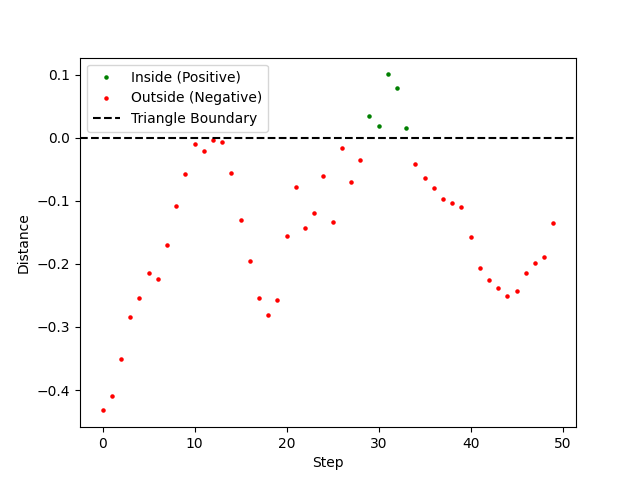 0.1
0.0
−0.1
−0.2
−0.3
−0.4
Distance
Inside (Positive)
Outside (Negative)
Triangle Boundary
0 10 20 30 40 50
Step